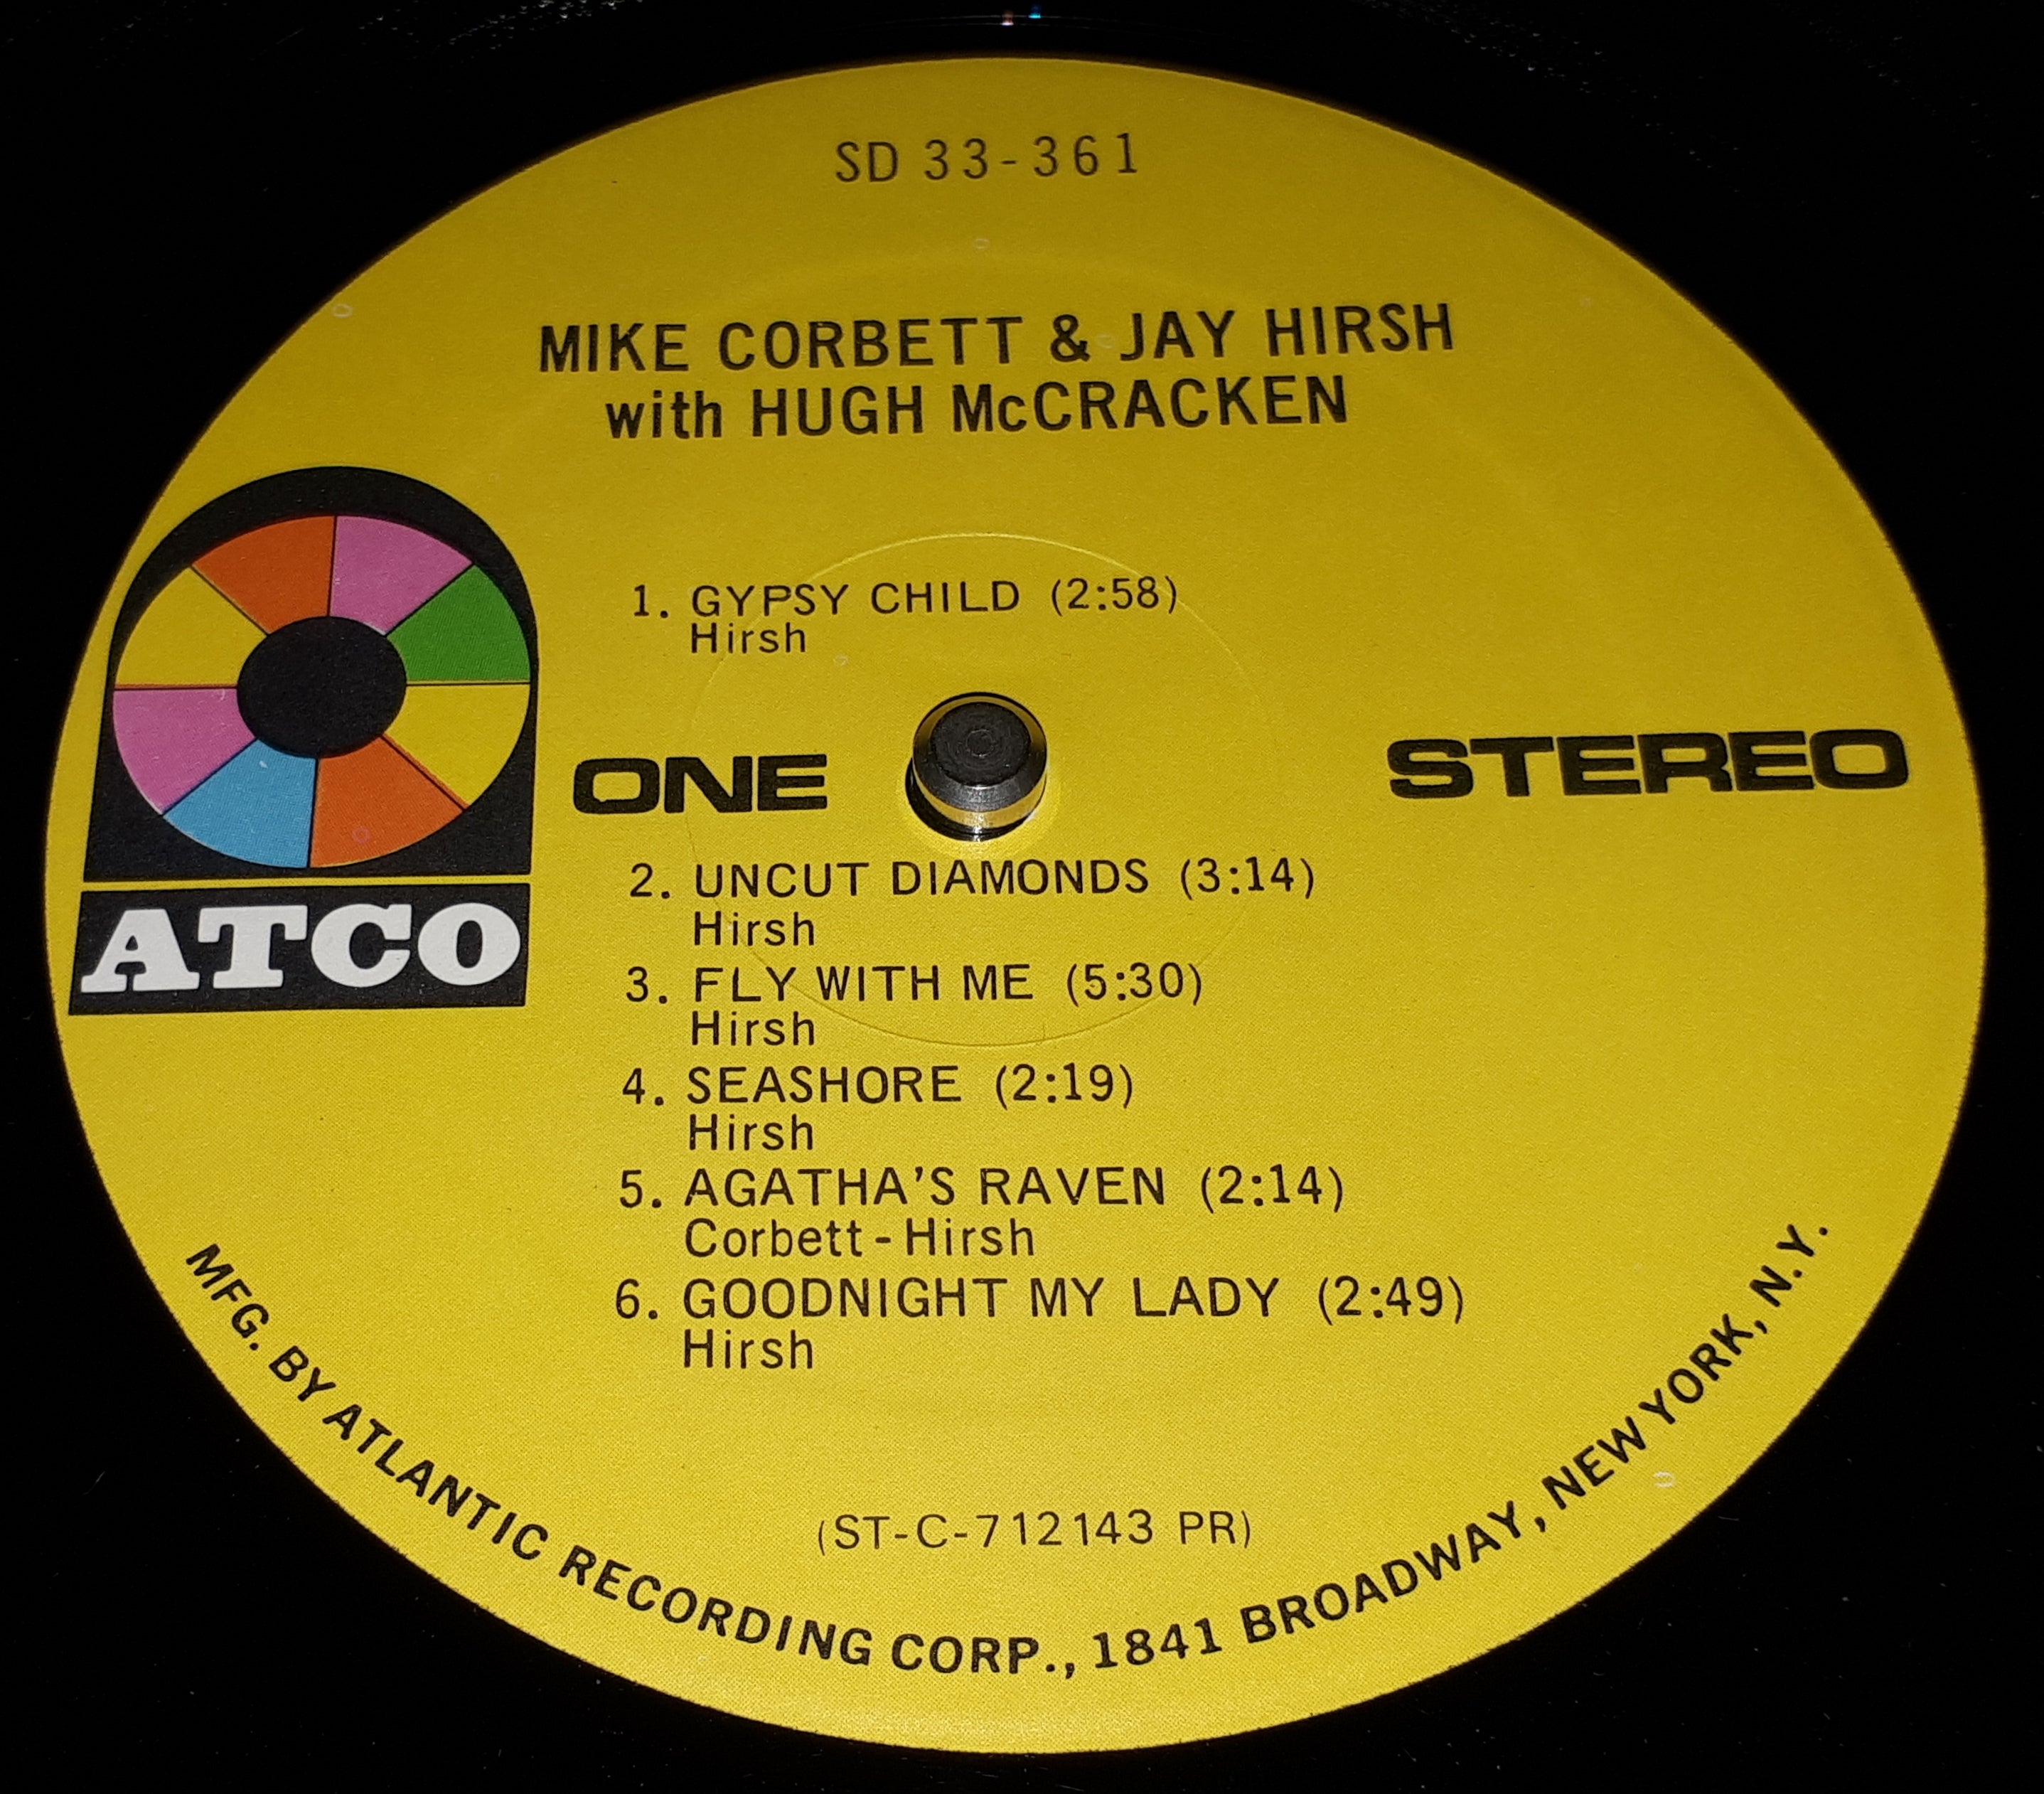 SD 33-361
MIKE CORBETT & JAY HIRSH
with HUGH McCRACKEN
1. GYPSY CHILD (2:58)
Hirsh
ONE
STEREO
ATCO
2. UNCUT DIAMONDS (3:14)
Hirsh
3. FLY WITH ME (5:30)
Hirsh
4. SEASHORE (2:19)
Hirsh
5. AGATHA'S RAVEN (2:14)
Corbett-Hirsh
6. GOODNIGHT MY LADY (2:49)
Hirsh
(ST-C-712143 PR)
MFG. BY ATLANTIC RECORDING CORP., 1841 BROADWAY, NEW YORK, N.Y.